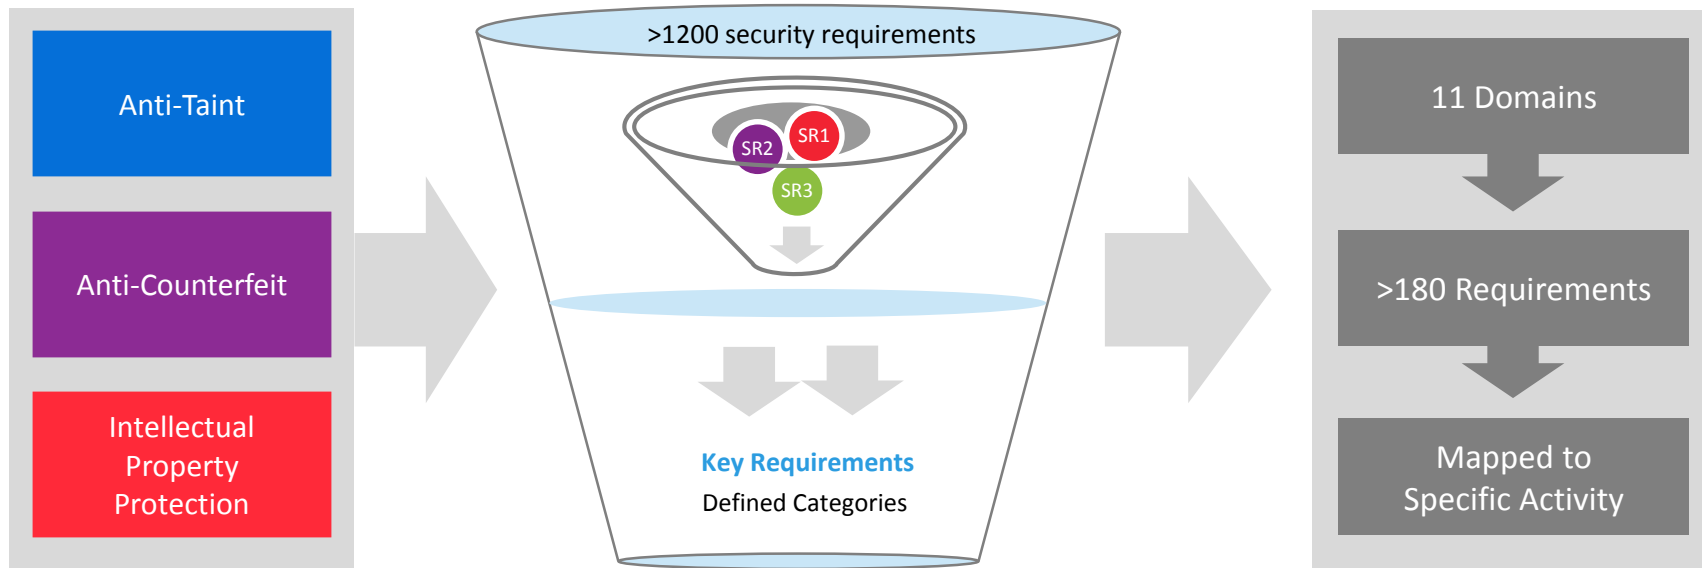 Anti-Taint
Anti-Counterfeit
Intellectual
Property
Protection
>1200 security requirements
SR1
SR2
SR3
Key Requirements
Defined Categories
11 Domains
>180 Requirements
Mapped to
Specific Activity